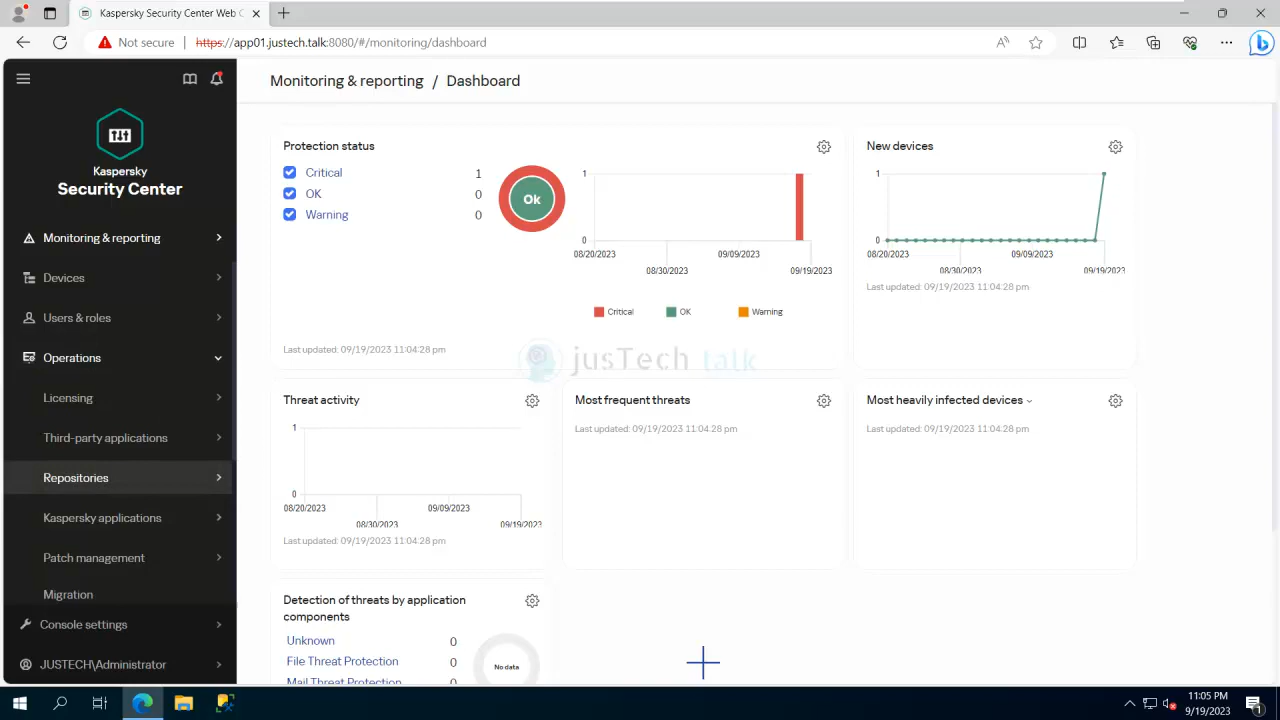 Kaspersky Security Center Web C
Not secure
https://app01.justech.talk:8080/#/monitoring/dashboard
Kaspersky
Security Center
Monitoring & reporting
Devices
Users & roles
Operations
Licensing
Third-party applications
Repositories
Kaspersky applications
Patch management
Migration
Console settings
JUSTECH\Administrator
Monitoring & reporting / Dashboard
Protection status
Critical 1
OK 0
Warning 0
Ok
1
0
08/20/2023
08/30/2023
09/09/2023
09/19/2023
Critical OK Warning
Last updated: 09/19/2023 11:04:28 pm
New devices
1
0
08/20/2023
08/30/2023
09/09/2023
09/19/2023
Last updated: 09/19/2023 11:04:28 pm
jusTech talk
Threat activity
1
0
08/20/2023
08/30/2023
09/09/2023
09/19/2023
Last updated: 09/19/2023 11:04:28 pm
Most frequent threats
Last updated: 09/19/2023 11:04:28 pm
Most heavily infected devices
Last updated: 09/19/2023 11:04:28 pm
Detection of threats by application
components
Unknown 0
File Threat Protection 0
Mail Threat Protection 0
No data
11:05 PM
9/19/2023
1